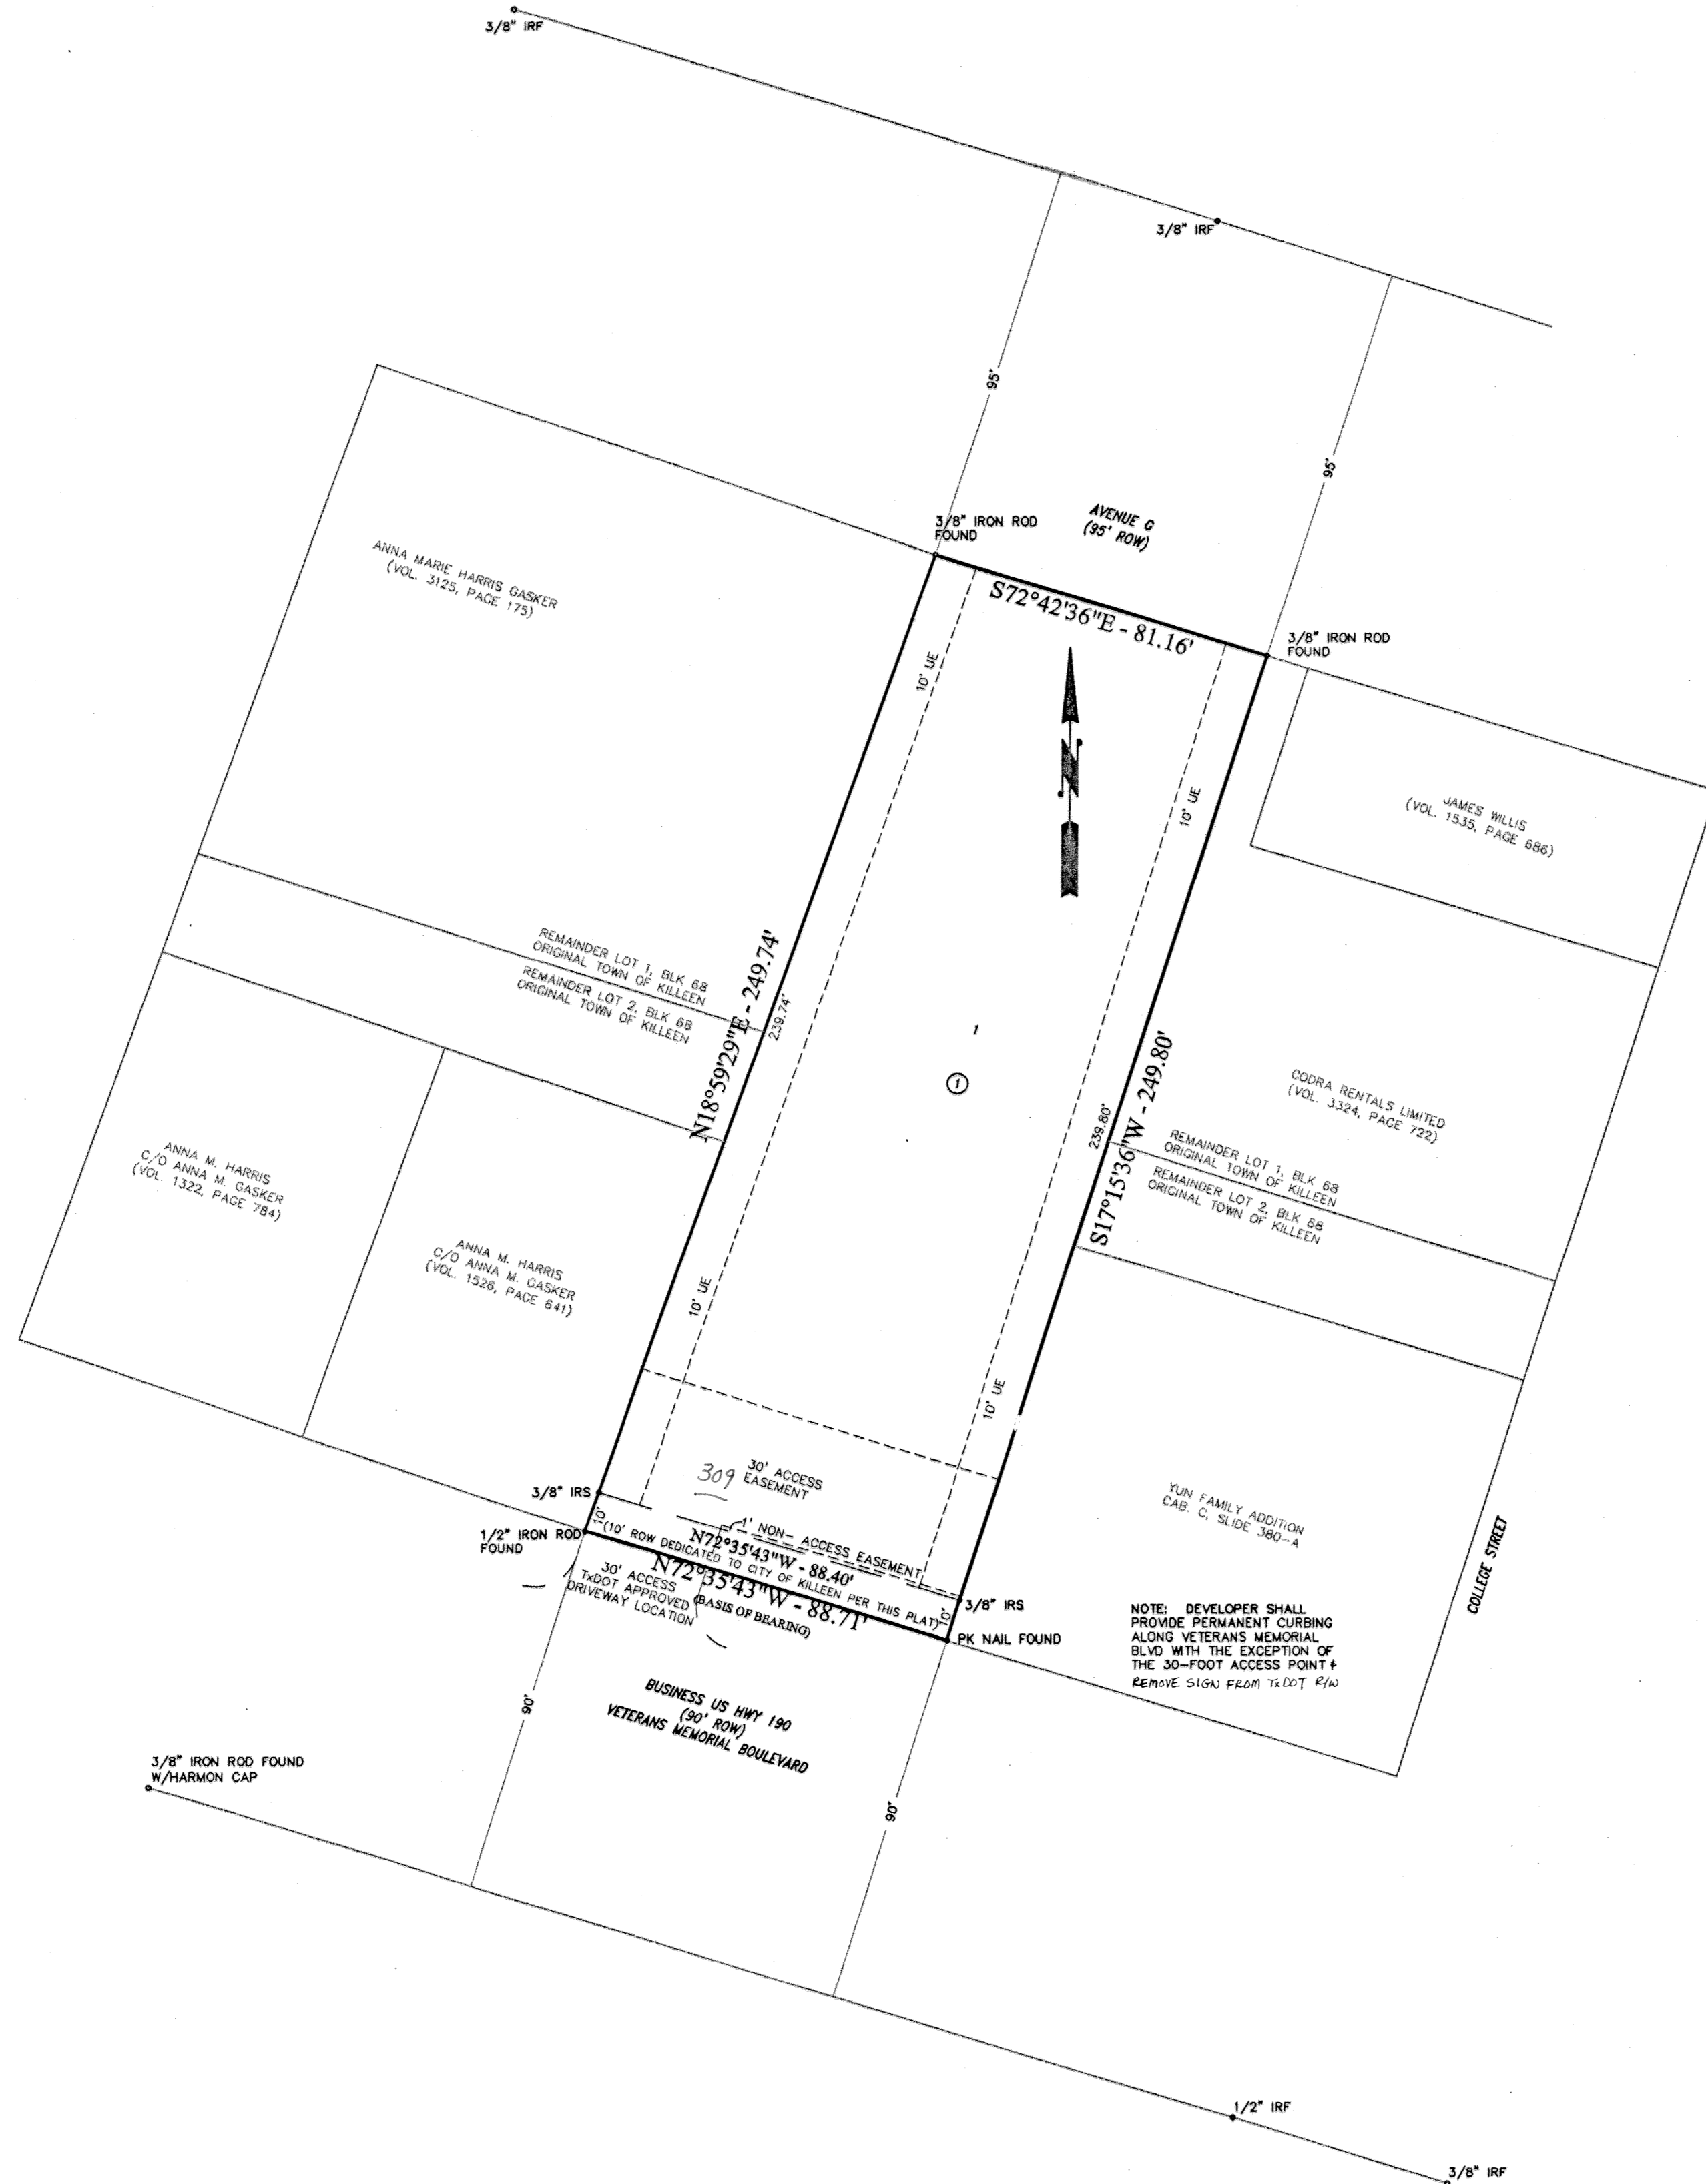 3/8" IRF
3/8" IRF
95'
95'
AVENUE G
(95' ROW)
3/8" IRON ROD
FOUND
3/8" IRON ROD
FOUND
S72°42'36"E - 81.16'
ANNA MARIE HARRIS GASKER
(VOL. 3125, PAGE 175)
10' UE
N
10' UE
JAMES WILLIS
(VOL. 1535, PAGE 686)
REMAINDER LOT 1, BLK 68
ORIGINAL TOWN OF KILLEEN
REMAINDER LOT 2, BLK 68
ORIGINAL TOWN OF KILLEEN
N18°59'29"E - 249.74'
239.74'
1
1
239.80'
S17°15'36"W - 249.80'
CODRA RENTALS LIMITED
(VOL. 3324, PAGE 722)
REMAINDER LOT 1, BLK 68
ORIGINAL TOWN OF KILLEEN
REMAINDER LOT 2, BLK 68
ORIGINAL TOWN OF KILLEEN
ANNA M. HARRIS
C/O ANNA M. GASKER
(VOL. 1322, PAGE 784)
ANNA M. HARRIS
C/O ANNA M. GASKER
(VOL. 1526, PAGE 641)
10' UE
10' UE
309
30' ACCESS
EASEMENT
3/8" IRS
10'
1/2" IRON ROD
FOUND
1' NON- ACCESS EASEMENT
N72°35'43"W - 88.40'
(10' ROW DEDICATED TO CITY OF KILLEEN PER THIS PLAT)
N72°35'43"W - 88.71'
(BASIS OF BEARING)
30' ACCESS
TxDOT APPROVED
DRIVEWAY LOCATION
10'
3/8" IRS
PK NAIL FOUND
YUN FAMILY ADDITION
CAB. C, SLIDE 380-A
COLLEGE STREET
NOTE: DEVELOPER SHALL
PROVIDE PERMANENT CURBING
ALONG VETERANS MEMORIAL
BLVD WITH THE EXCEPTION OF
THE 30-FOOT ACCESS POINT &
REMOVE SIGN FROM TxDOT R/W
BUSINESS US HWY 190
(90' ROW)
VETERANS MEMORIAL BOULEVARD
90'
90'
3/8" IRON ROD FOUND
W/HARMON CAP
1/2" IRF
3/8" IRF